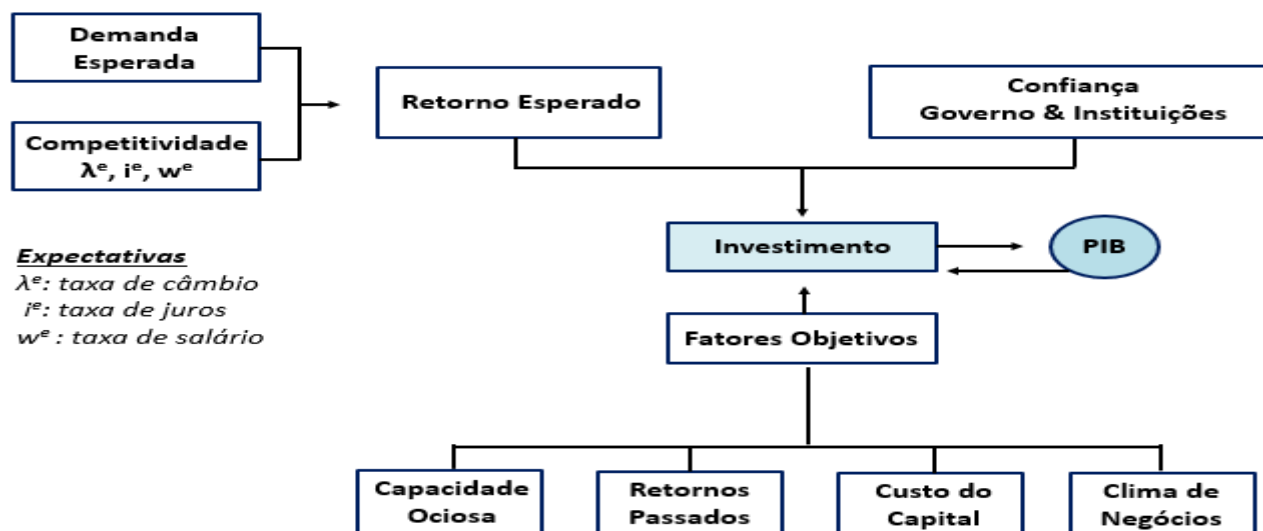 Demanda
Esperada
Retorno Esperado
Confiança
Governo & Instituições
Competitividade
λᵉ, iᵉ, wᵉ
Investimento
PIB
Expectativas
λᵉ: taxa de câmbio
iᵉ: taxa de juros
wᵉ : taxa de salário
Fatores Objetivos
Capacidade
Ociosa
Retornos
Passados
Custo do
Capital
Clima de
Negócios